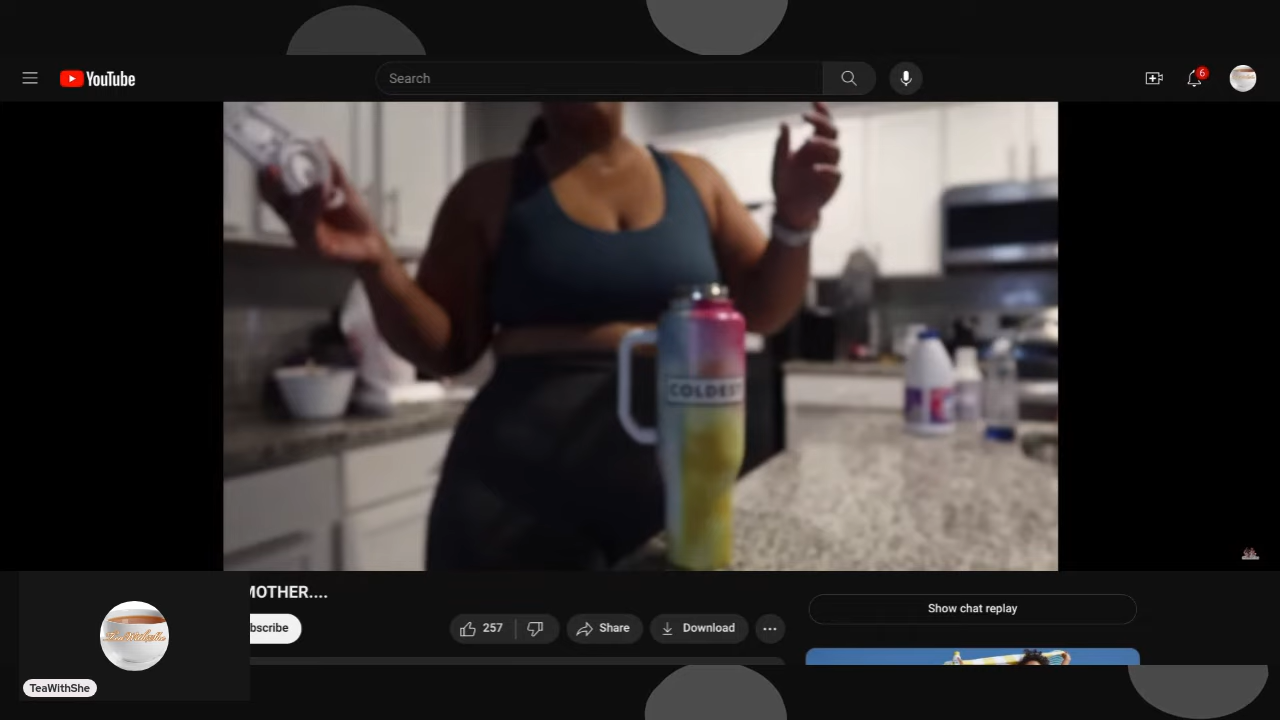 YouTube
Search
6
COLDEST
MOTHER....
bscribe
257
Share
Download
Show chat replay
TeaWithShe